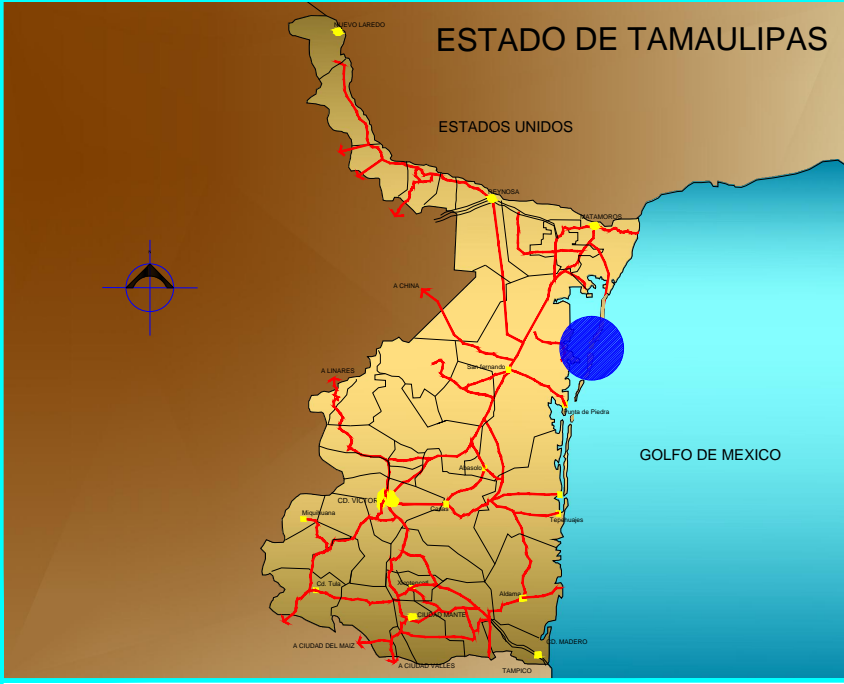 NUEVO LAREDO
ESTADO DE TAMAULIPAS
ESTADOS UNIDOS
REYNOSA
MATAMOROS
A CHINA
San fernando
A LINARES
Punta de Piedra
GOLFO DE MEXICO
Abasolo
CD. VICTOR
Casas
Miquihuana
Tepehuajes
Cd. Tula
Xicotencatl
Aldama
CIUDAD MANTE
CD. MADERO
A CIUDAD DEL MAIZ
A CIUDAD VALLES
TAMPICO